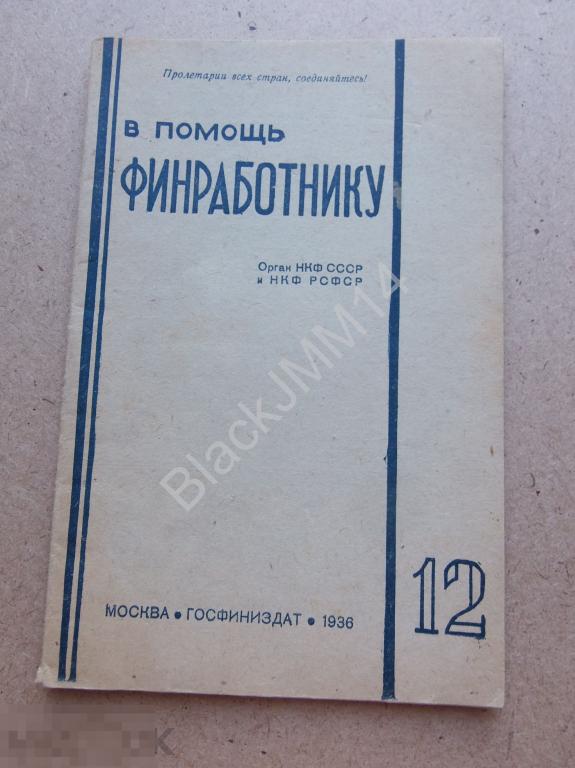 Пролетарии всех стран, соединяйтесь!
В ПОМОЩЬ
ФИНРАБОТНИКУ
Орган НКФ СССР
и НКФ РСФСР
BlackJMM14
12
МОСКВА • ГОСФИНИЗДАТ • 1936